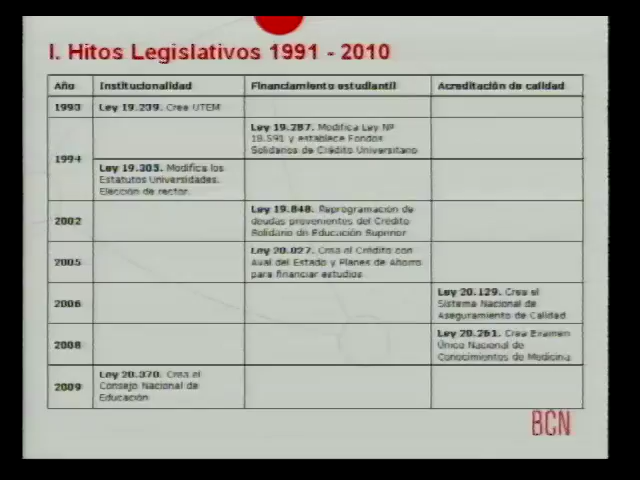 I. Hitos Legislativos 1991 - 2010
Año Institucionalidad Financiamiento estudiantil Acreditación de calidad
1993 Ley 19.239. Crea UTEM
1994
Ley 19.287. Modifica Ley Nº
18.591 y establece Fondos
Solidarios de Crédito Universitario
Ley 19.305. Modifica los
Estatutos Universidades.
Elección de rector.
2002
Ley 19.848. Reprogramación de
deudas provenientes del Crédito
Solidario de Educación Superior
2005
Ley 20.027. Crea el Crédito con
Aval del Estado y Planes de Ahorro
para financiar estudios
2006
Ley 20.129. Crea el
Sistema Nacional de
Aseguramiento de Calidad
2008
Ley 20.261. Crea Examen
Único Nacional de
Conocimientos de Medicina
2009
Ley 20.370. Crea el
Consejo Nacional de
Educación
BCN